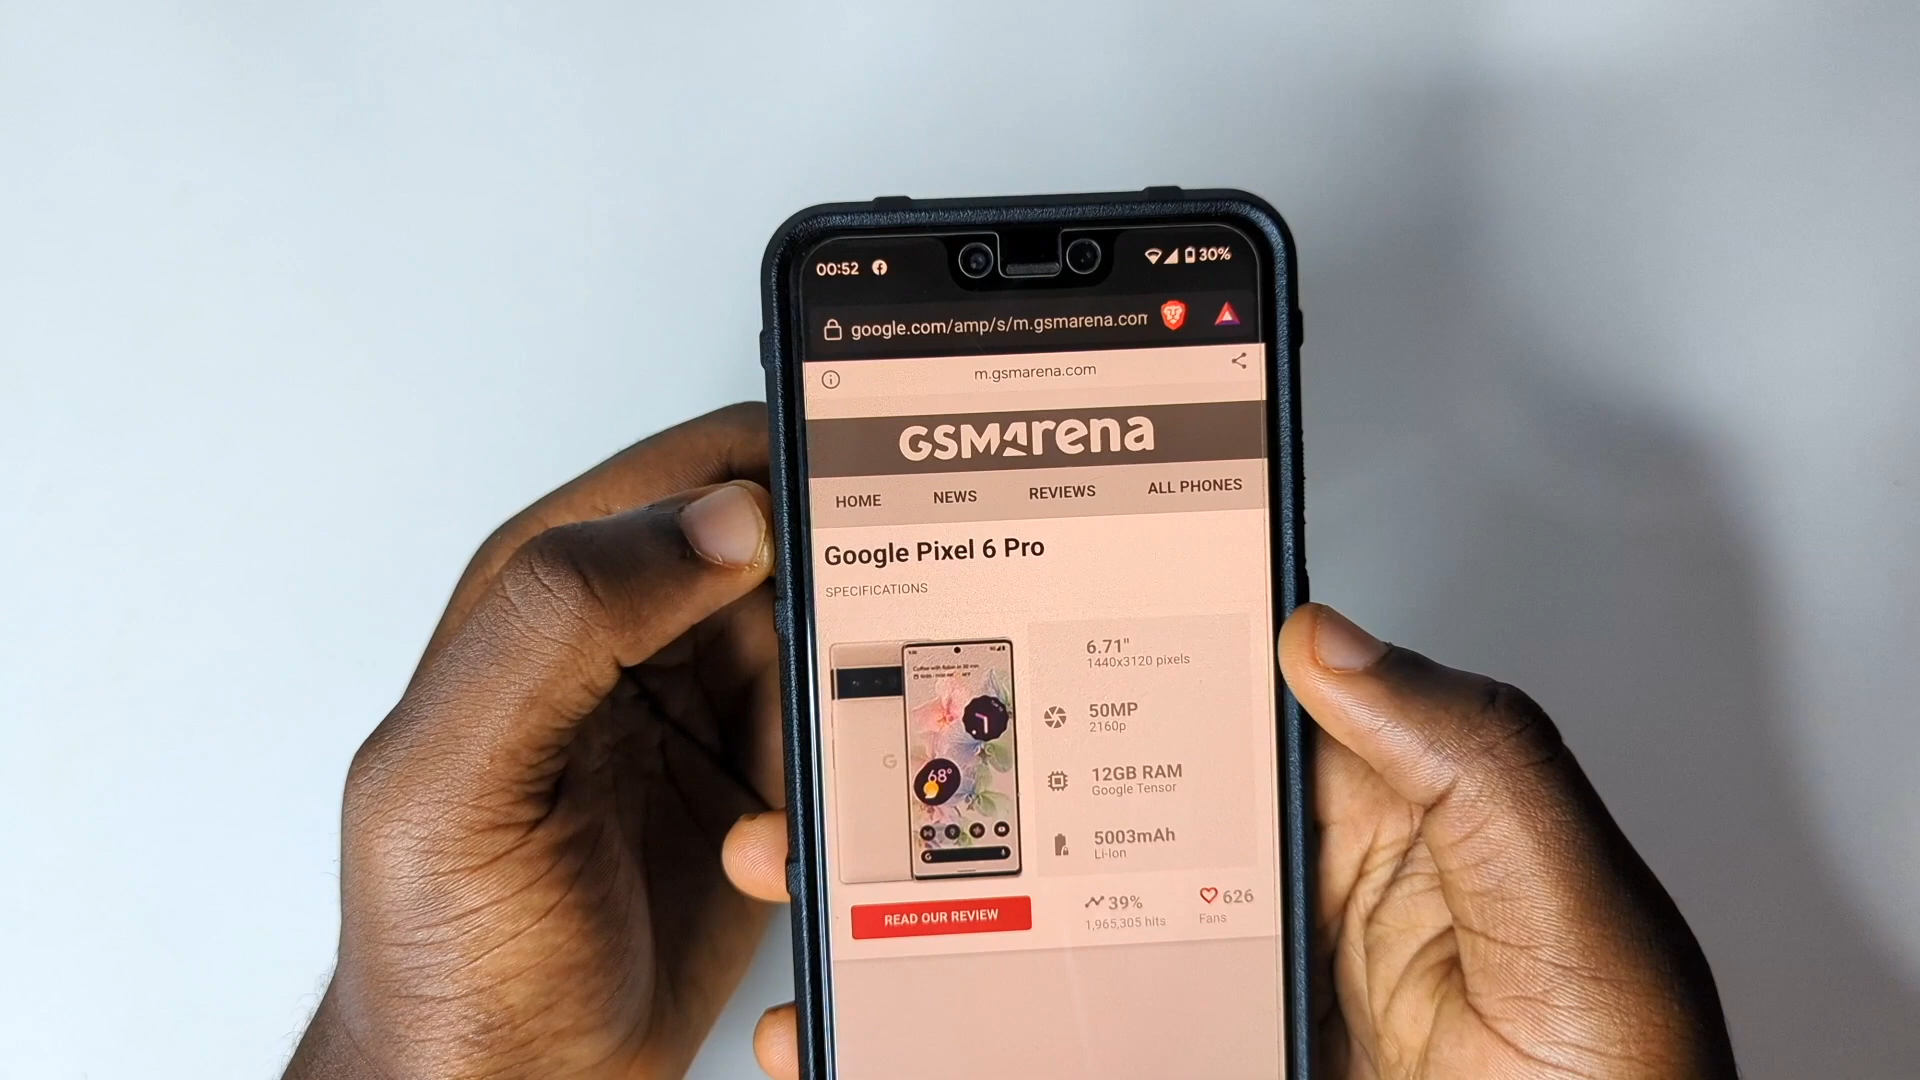 00:52 30%
google.com/amp/s/m.gsmarena.com
m.gsmarena.com
GSMArena
HOME NEWS REVIEWS ALL PHONES
Google Pixel 6 Pro
SPECIFICATIONS
6.71"
1440x3120 pixels
50MP
2160p
12GB RAM
Google Tensor
5003mAh
Li-Ion
68°
G
READ OUR REVIEW
39%
1,965,305 hits
626
Fans